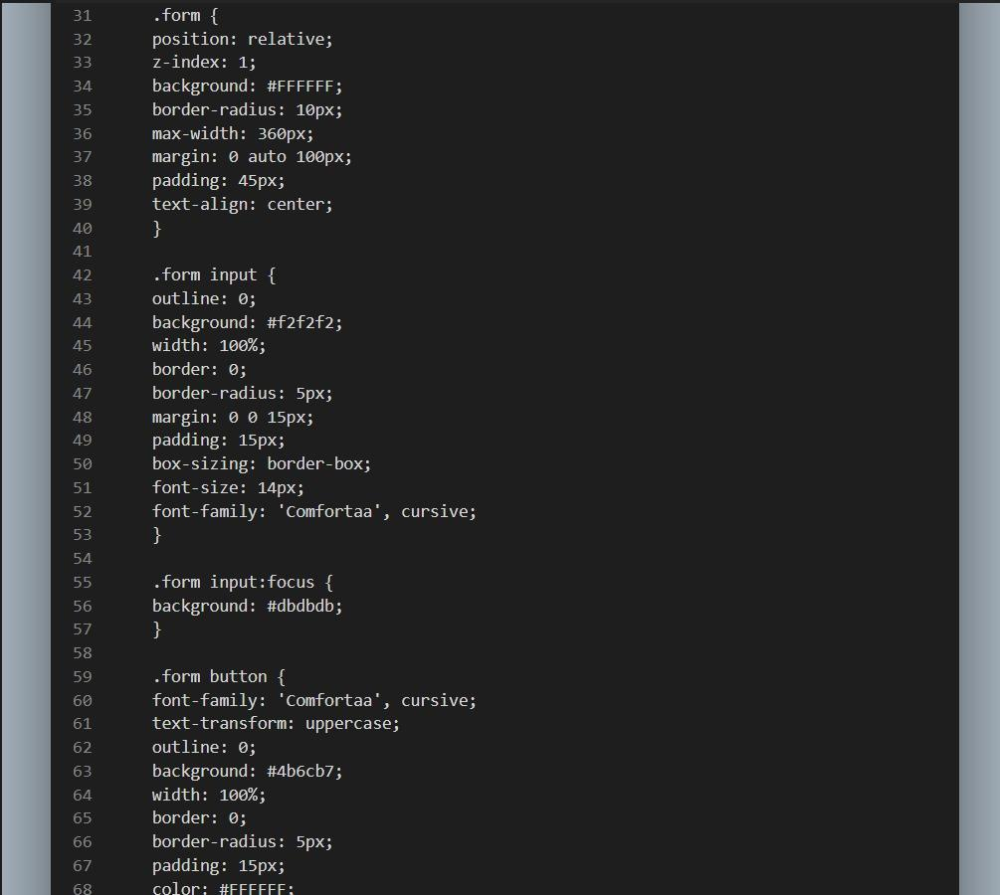 31 .form {
32 position: relative;
33 z-index: 1;
34 background: #FFFFFF;
35 border-radius: 10px;
36 max-width: 360px;
37 margin: 0 auto 100px;
38 padding: 45px;
39 text-align: center;
40 }
41
42 .form input {
43 outline: 0;
44 background: #f2f2f2;
45 width: 100%;
46 border: 0;
47 border-radius: 5px;
48 margin: 0 0 15px;
49 padding: 15px;
50 box-sizing: border-box;
51 font-size: 14px;
52 font-family: 'Comfortaa', cursive;
53 }
54
55 .form input:focus {
56 background: #dbdbdb;
57 }
58
59 .form button {
60 font-family: 'Comfortaa', cursive;
61 text-transform: uppercase;
62 outline: 0;
63 background: #4b6cb7;
64 width: 100%;
65 border: 0;
66 border-radius: 5px;
67 padding: 15px;
68 color: #FFFFFF;